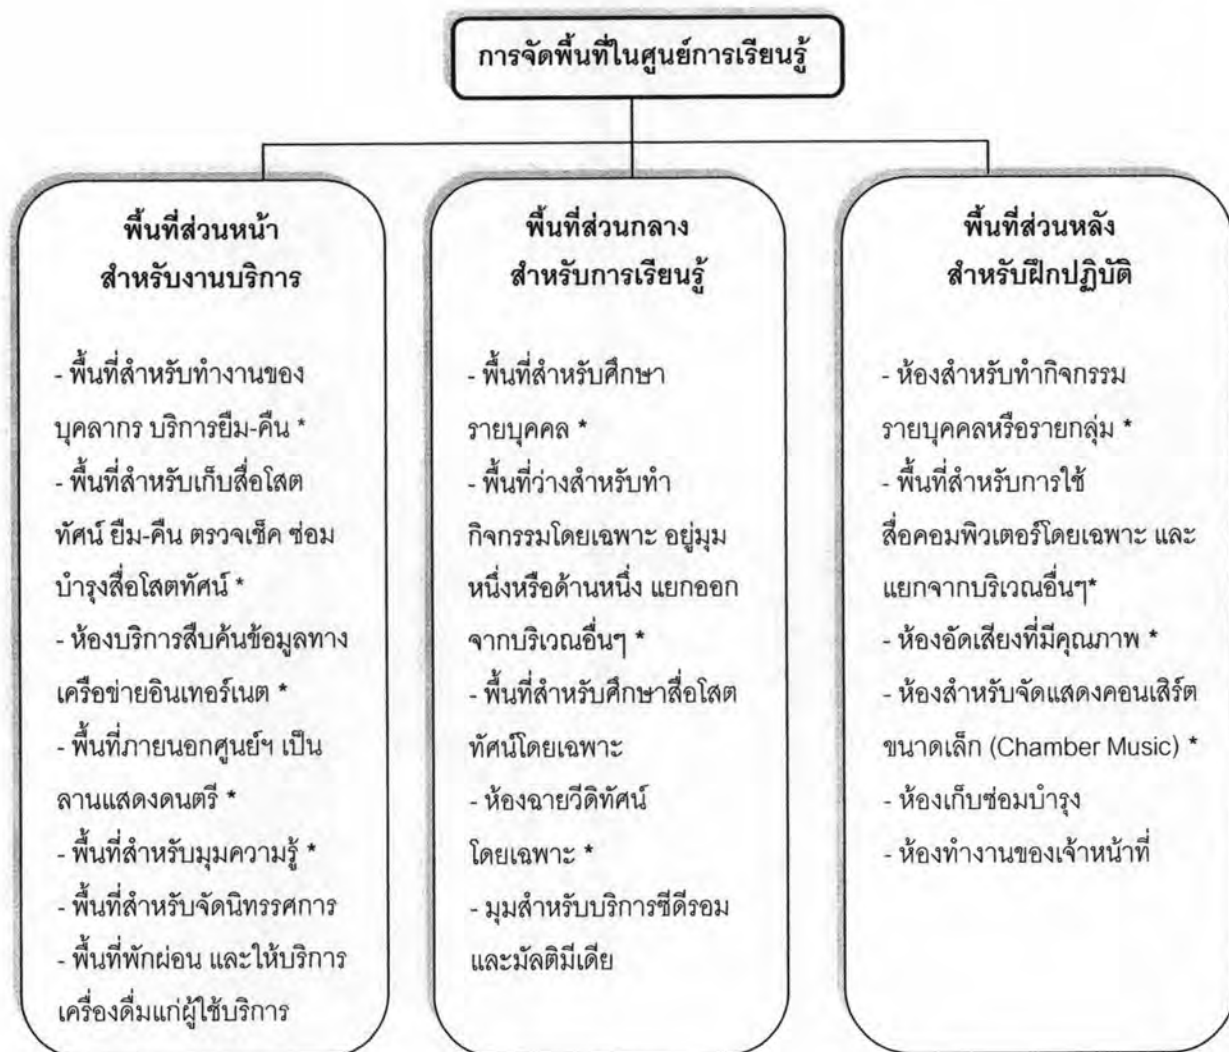 การจัดพื้นที่ในศูนย์การเรียนรู้
พื้นที่ส่วนหน้า
สำหรับงานบริการ
- พื้นที่สำหรับทำงานของ
บุคลากร บริการยืม-คืน *
- พื้นที่สำหรับเก็บสื่อโสต
ทัศน์ ยืม-คืน ตรวจเช็ค ซ่อม
บำรุงสื่อโสตทัศน์ *
- ห้องบริการสืบค้นข้อมูลทาง
เครือข่ายอินเทอร์เนต *
- พื้นที่ภายนอกศูนย์ฯ เป็น
ลานแสดงดนตรี *
- พื้นที่สำหรับมุมความรู้ *
- พื้นที่สำหรับจัดนิทรรศการ
- พื้นที่พักผ่อน และให้บริการ
เครื่องดื่มแก่ผู้ใช้บริการ
พื้นที่ส่วนกลาง
สำหรับการเรียนรู้
- พื้นที่สำหรับศึกษา
รายบุคคล *
- พื้นที่ว่างสำหรับทำ
กิจกรรมโดยเฉพาะ อยู่มุม
หนึ่งหรือด้านหนึ่ง แยกออก
จากบริเวณอื่นๆ *
- พื้นที่สำหรับศึกษาสื่อโสต
ทัศน์โดยเฉพาะ
- ห้องฉายวีดิทัศน์
โดยเฉพาะ *
- มุมสำหรับบริการซีดีรอม
และมัลติมีเดีย
พื้นที่ส่วนหลัง
สำหรับฝึกปฏิบัติ
- ห้องสำหรับทำกิจกรรม
รายบุคคลหรือรายกลุ่ม *
- พื้นที่สำหรับการใช้
สื่อคอมพิวเตอร์โดยเฉพาะ และ
แยกจากบริเวณอื่นๆ*
- ห้องอัดเสียงที่มีคุณภาพ *
- ห้องสำหรับจัดแสดงคอนเสิร์ต
ขนาดเล็ก (Chamber Music) *
- ห้องเก็บซ่อมบำรุง
- ห้องทำงานของเจ้าหน้าที่